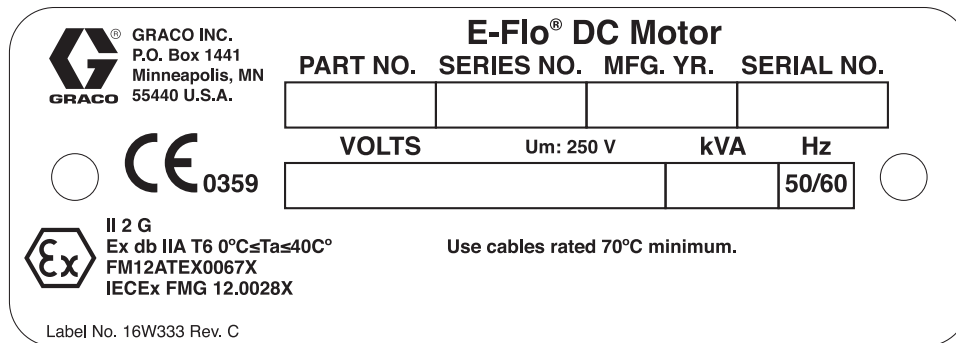 GRACO INC.
P.O. Box 1441
Minneapolis, MN
55440 U.S.A.
®
GRACO
E-Flo® DC Motor
PART NO. SERIES NO. MFG. YR. SERIAL NO.
VOLTS Um: 250 V kVA Hz
50/60
CE 0359
Ex
II 2 G
Ex db IIA T6 0°C≤Ta≤40C°
FM12ATEX0067X
IECEx FMG 12.0028X
Use cables rated 70°C minimum.
Label No. 16W333 Rev. C